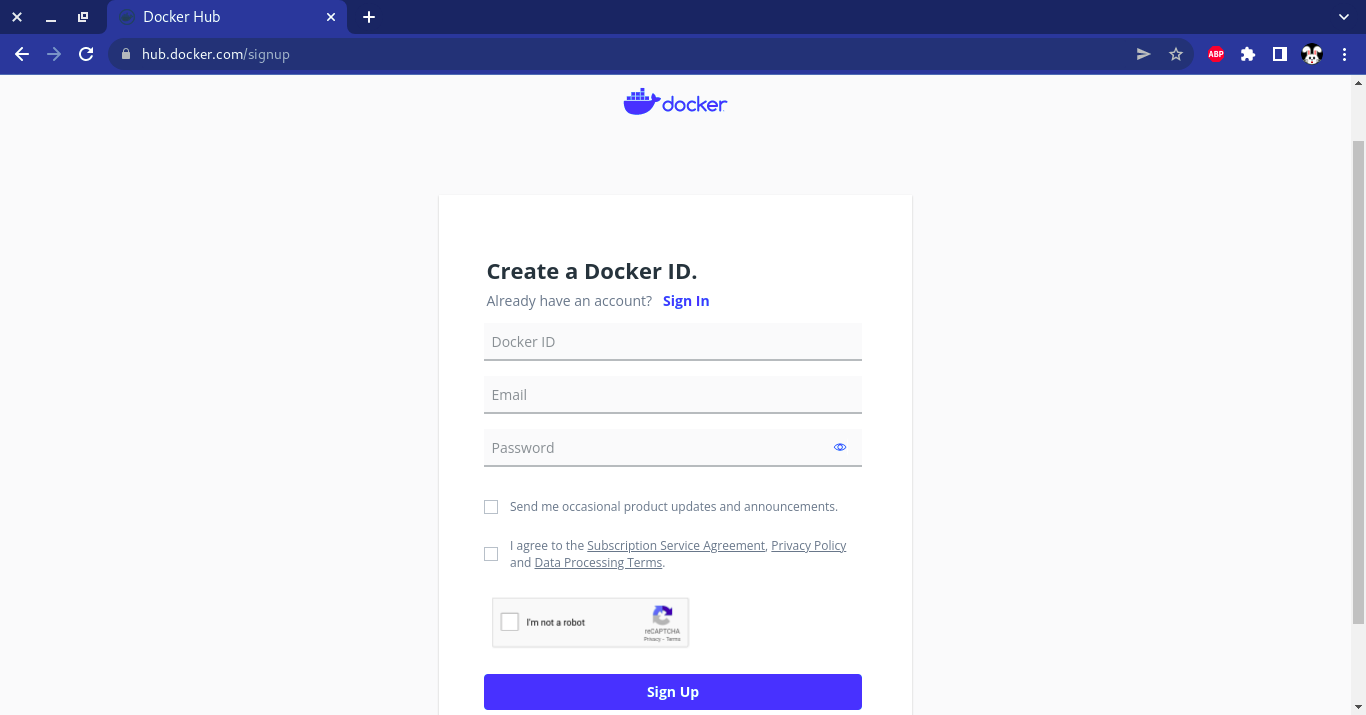 Docker Hub
hub.docker.com/signup
ABP
docker
Create a Docker ID.
Already have an account? Sign In
Docker ID
Email
Password
Send me occasional product updates and announcements.
I agree to the Subscription Service Agreement, Privacy Policy
and Data Processing Terms.
I'm not a robot
reCAPTCHA
Privacy - Terms
Sign Up